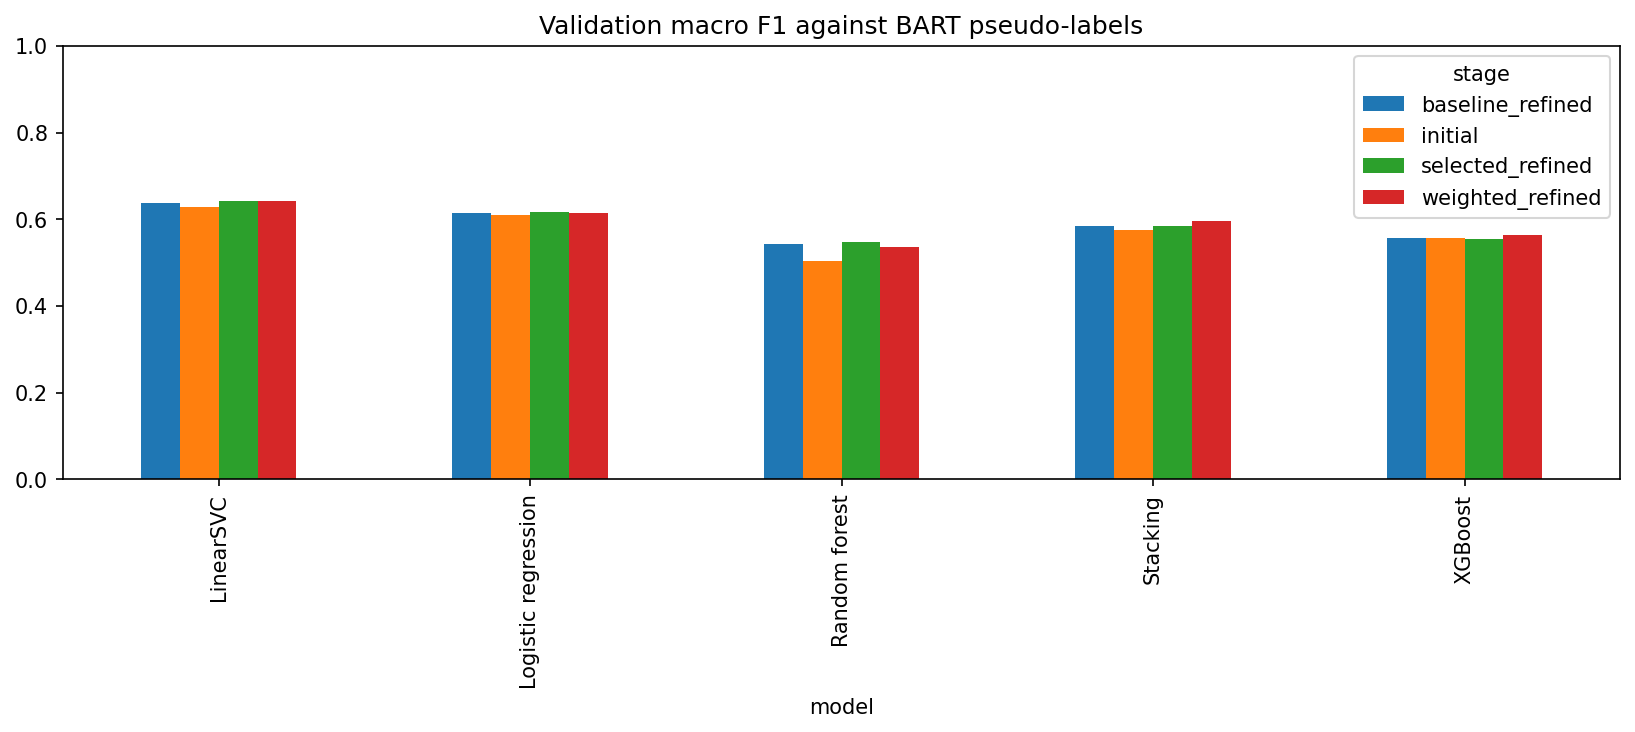 Validation macro F1 against BART pseudo-labels
1.0
0.8
0.6
0.4
0.2
0.0
stage
baseline_refined
initial
selected_refined
weighted_refined
LinearSVC
Logistic regression
Random forest
Stacking
XGBoost
model